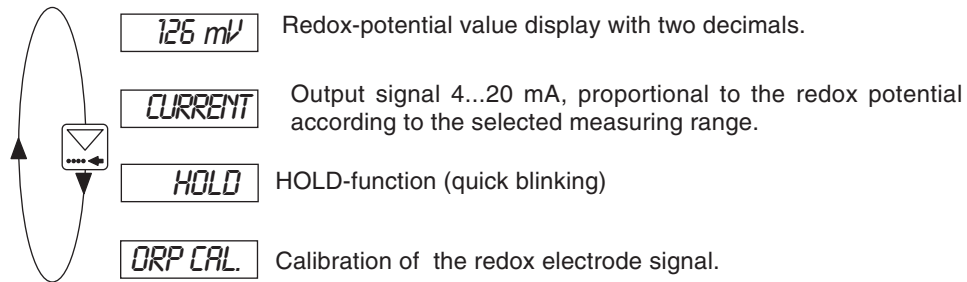 126 mV Redox-potential value display with two decimals.
CURRENT Output signal 4...20 mA, proportional to the redox potential
according to the selected measuring range.
HOLD HOLD-function (quick blinking)
ORP CAL. Calibration of the redox electrode signal.